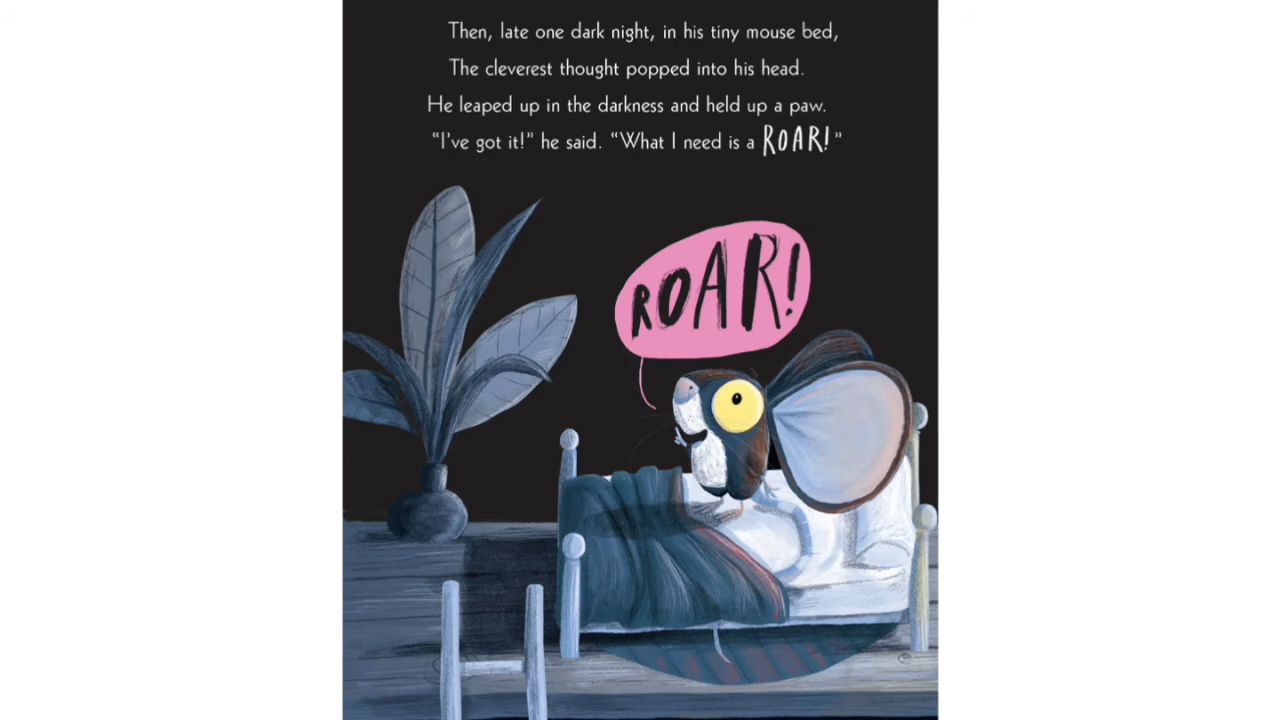 Then, late one dark night, in his tiny mouse bed,
The cleverest thought popped into his head.
He leaped up in the darkness and held up a paw.
“I’ve got it!” he said. “What I need is a ROAR!”
ROAR!